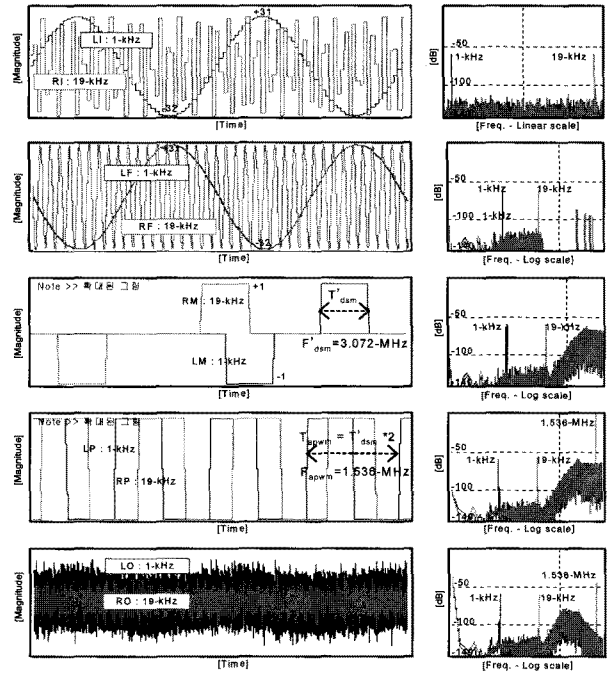 [Magnitude]
+31
LI : 1-kHz
RI : 19-kHz
-32
[Time]
[dB]
-50
1-kHz
19-kHz
-100
[Freq. - Linear scale]
[Magnitude]
+31
LF : 1-kHz
RF : 19-kHz
-32
[Time]
[dB]
-50
1-kHz
19-kHz
-100
1-kHz
-140
[Freq. - Log scale]
[Magnitude]
Note >> 확대된 그림
RM : 19-kHz
+1
T'dsm
F'dsm=3.072-MHz
LM : 1-kHz
-1
[Time]
[dB]
-50
1-kHz
19-kHz
-100
-140
[Freq. - Log scale]
[Magnitude]
Note >> 확대된 그림
LP : 1-kHz
RP : 19-kHz
Tapwm = T'dsm *2
Fapwm=1.536-MHz
[Time]
[dB]
1.536-MHz
-50
1-kHz
19-kHz
-100
-140
[Freq. - Log scale]
[Magnitude]
LO : 1-kHz
RO : 19-kHz
[Time]
[dB]
1.536-MHz
-50
1-kHz
19-kHz
-100
-140
[Freq. - Log scale]